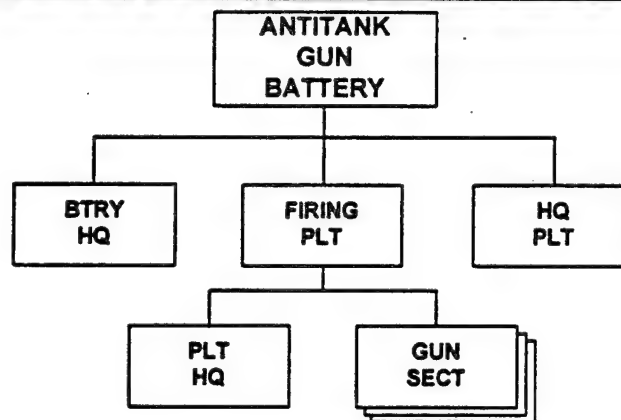 ANTITANK
GUN
BATTERY
BTRY
HQ
FIRING
PLT
HQ
PLT
PLT
HQ
GUN
SECT